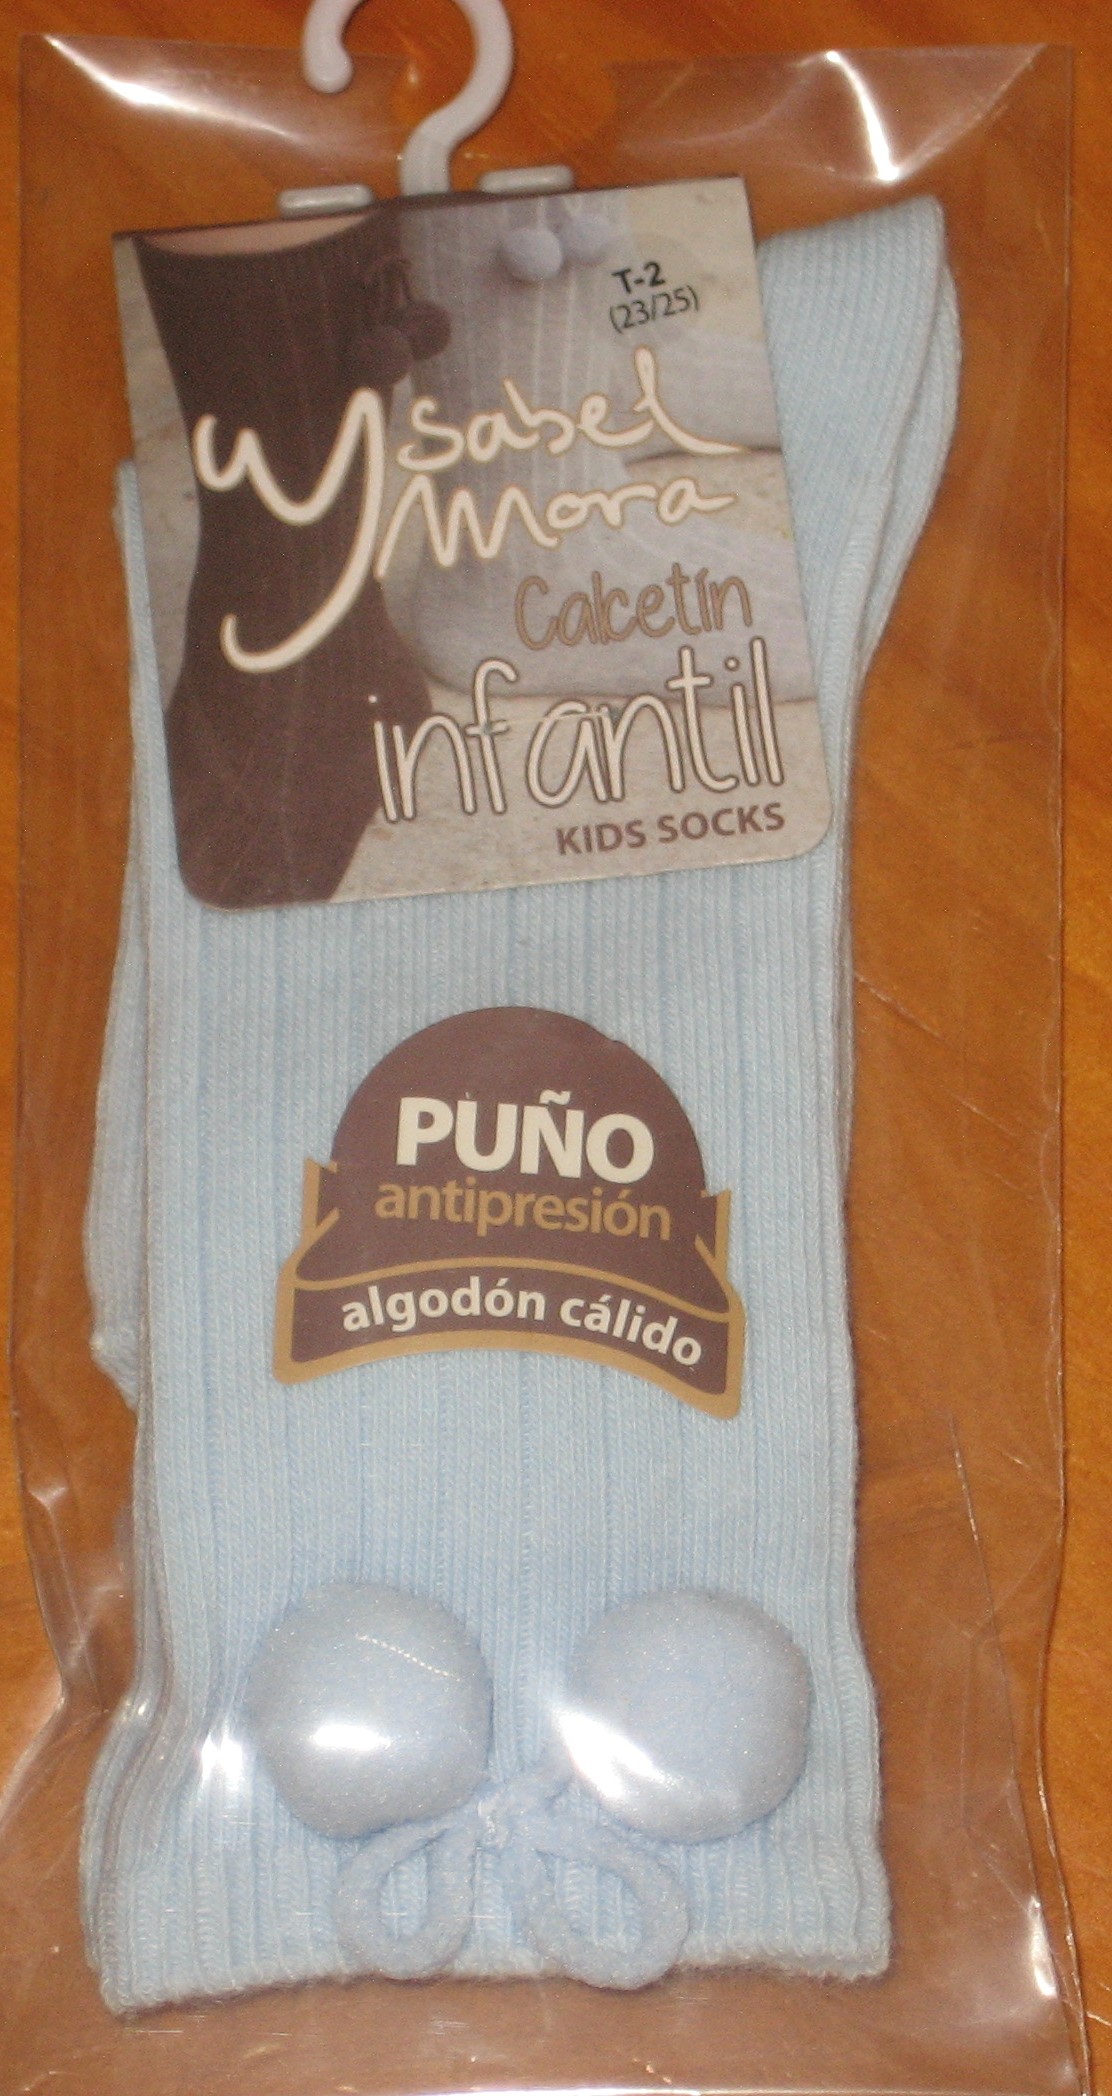 T-2
(23/25)
Ysabel
Mora
Calcetín
infantil
KIDS SOCKS
PUÑO
antipresión
algodón cálido